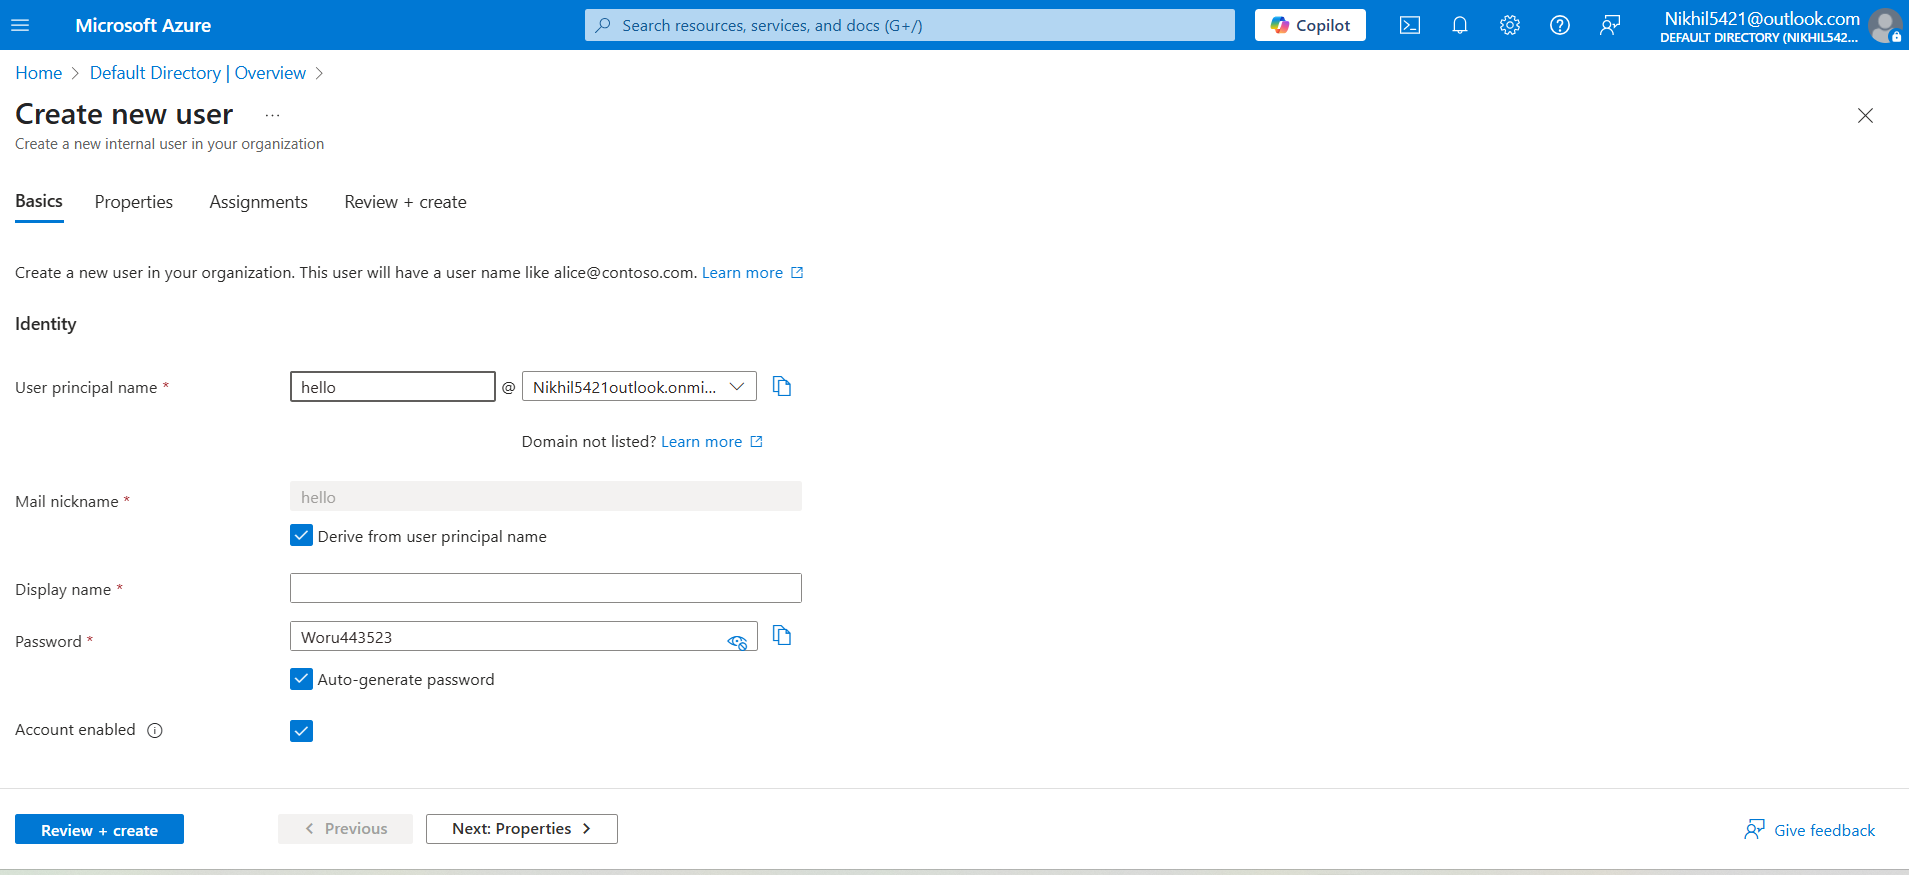 Microsoft Azure
Search resources, services, and docs (G+/)
Copilot
Nikhil5421@outlook.com
DEFAULT DIRECTORY (NIKHIL542...
Home > Default Directory | Overview >
Create new user ...
Create a new internal user in your organization
Basics Properties Assignments Review + create
Create a new user in your organization. This user will have a user name like alice@contoso.com. Learn more
Identity
User principal name * hello @ Nikhil5421outlook.onmi...
Domain not listed? Learn more
Mail nickname * hello
Derive from user principal name
Display name *
Password * Woru443523
Auto-generate password
Account enabled
Review + create < Previous Next: Properties > Give feedback